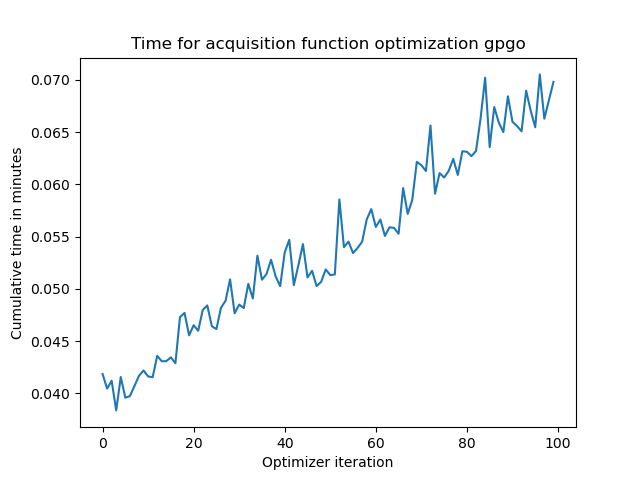 Time for acquisition function optimization gpgo
Cumulative time in minutes
0.070
0.065
0.060
0.055
0.050
0.045
0.040
0 20 40 60 80 100
Optimizer iteration